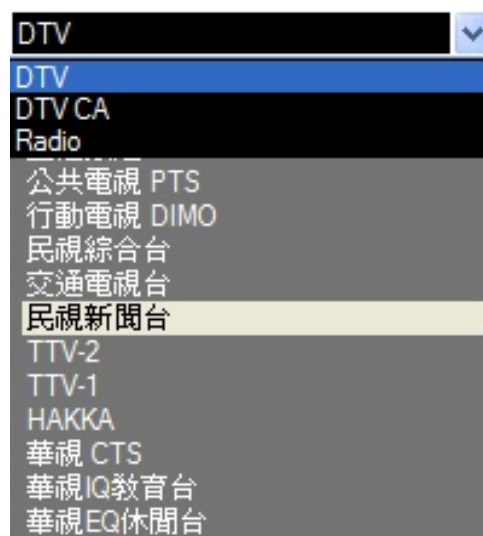 DTV
DTV
DTV CA
Radio
公共電視 PTS
行動電視 DIMO
民視綜合台
交通電視台
民視新聞台
TTV-2
TTV-1
HAKKA
華視 CTS
華視IQ教育台
華視EQ休閒台